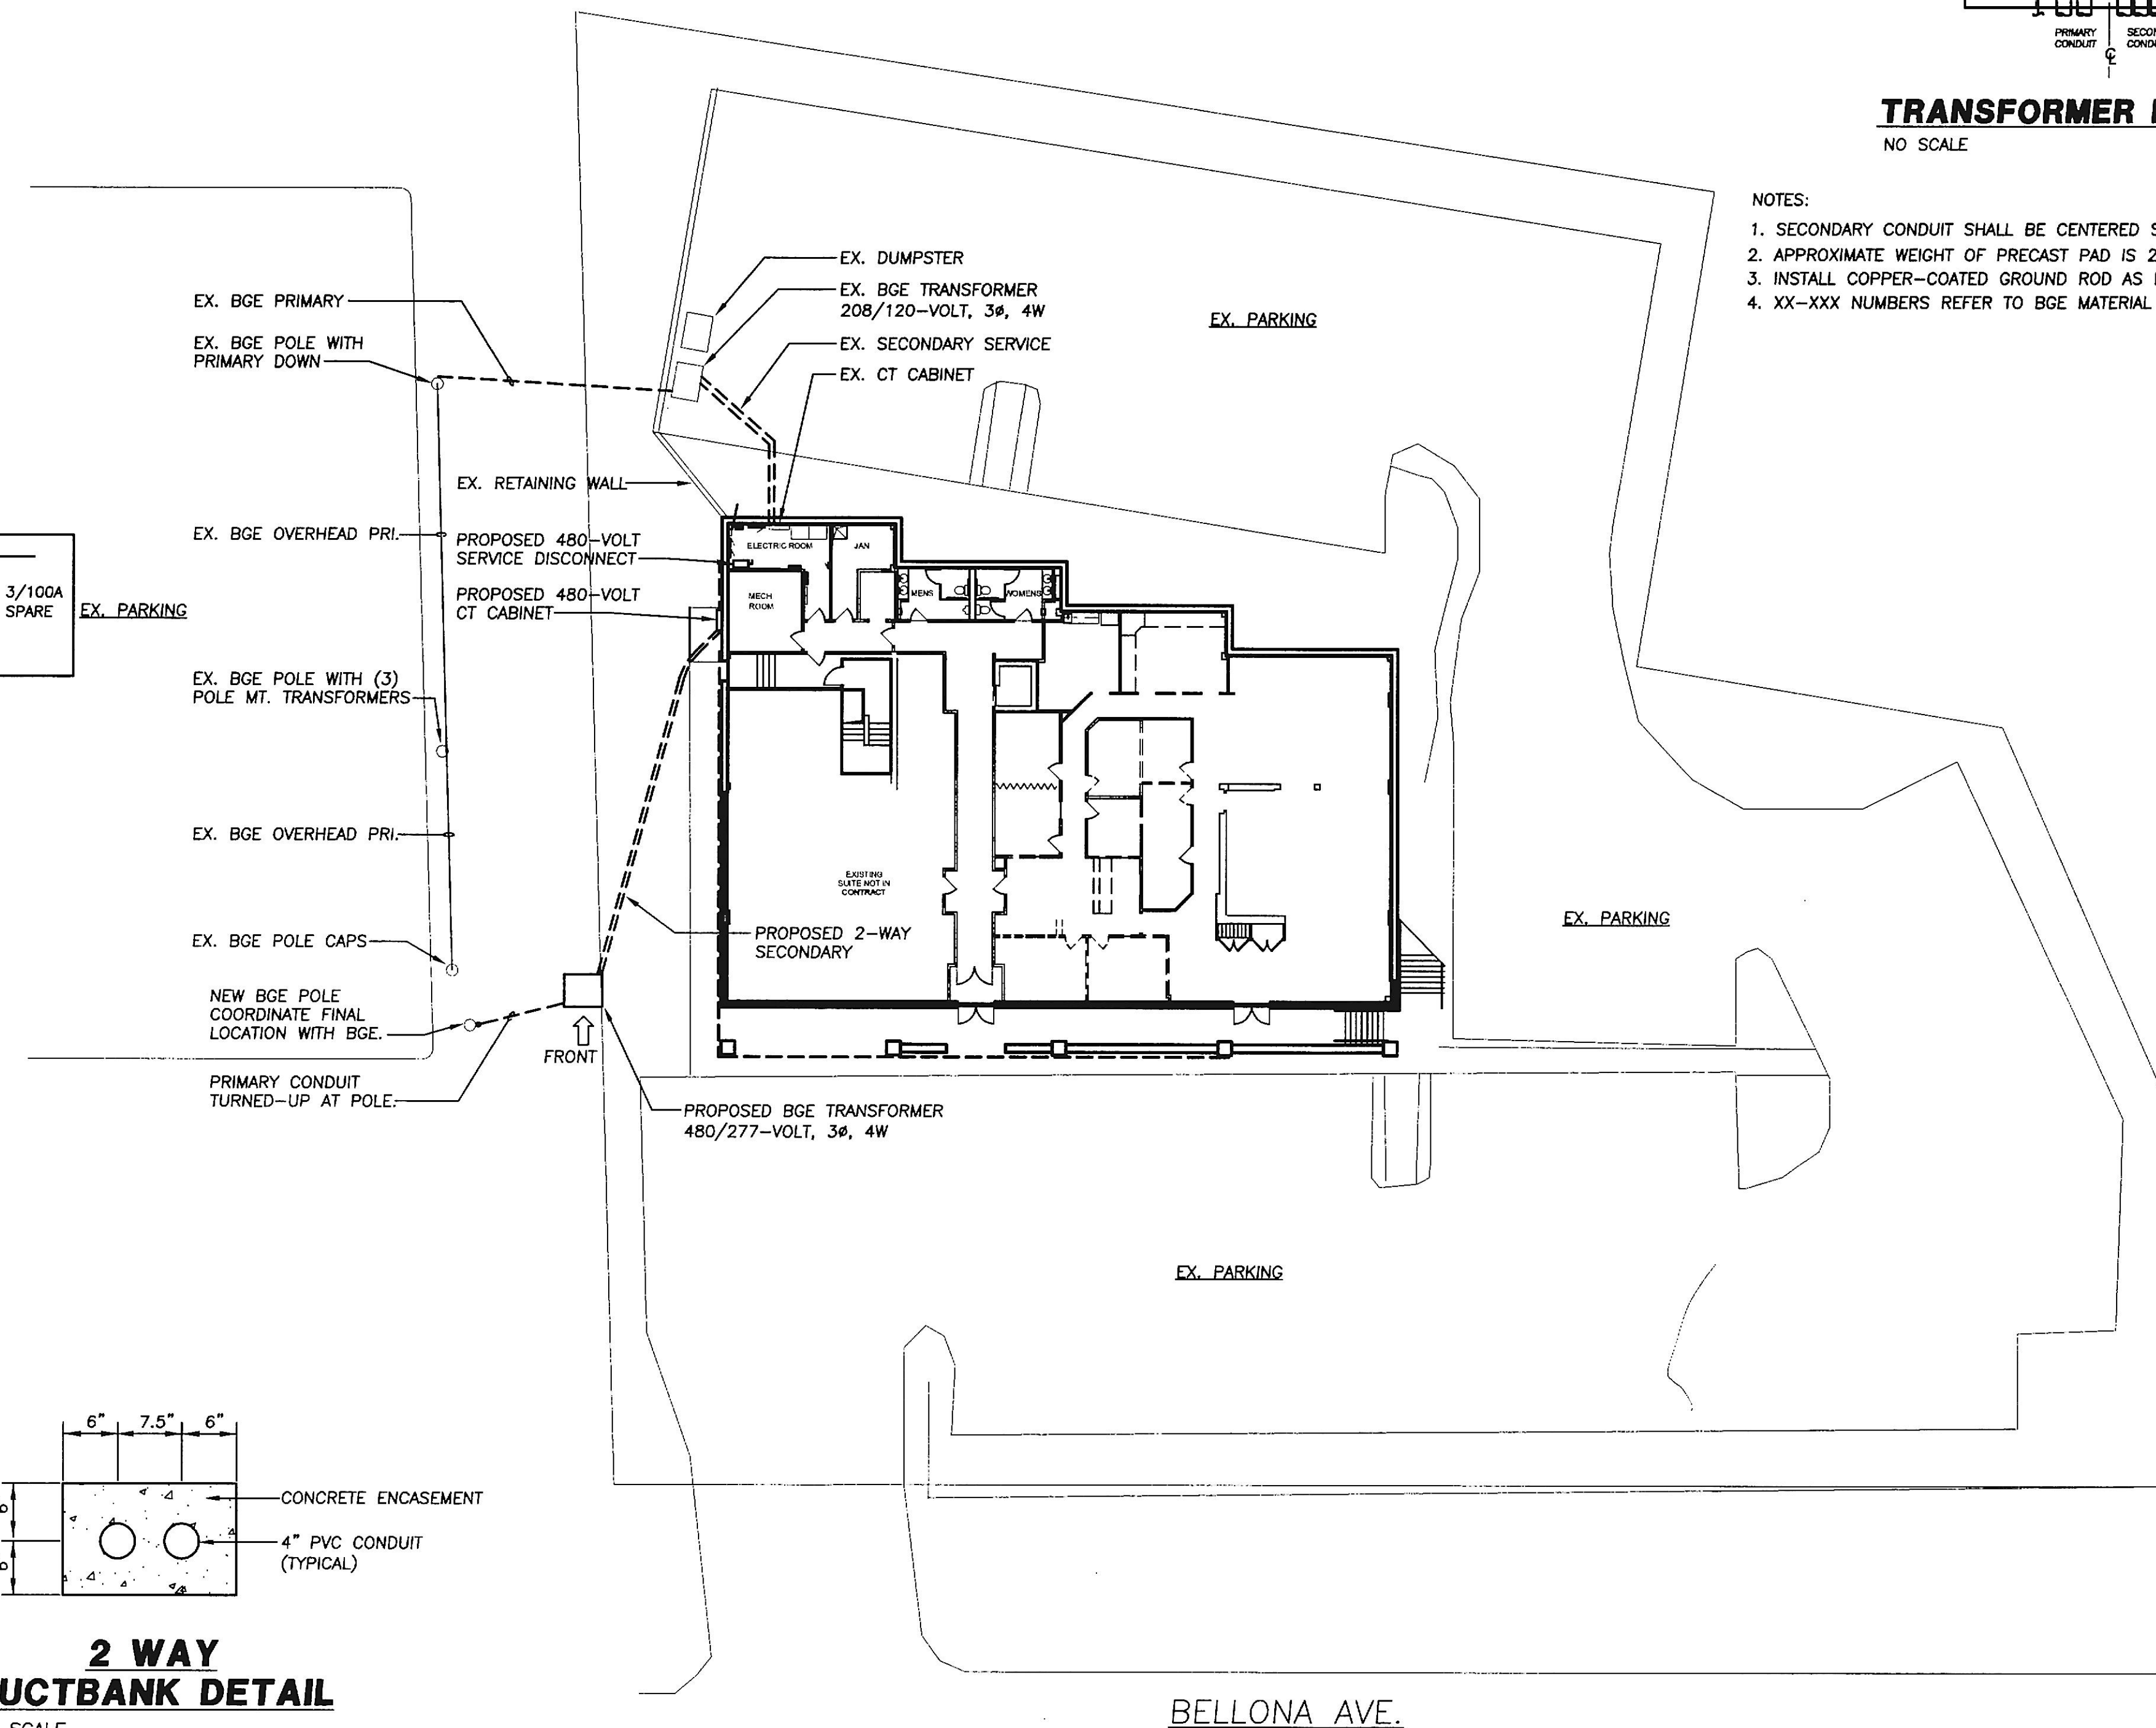 PRIMARY
CONDUIT
TRANSFORMER
NO SCALE
NOTES:
1. SECONDARY CONDUIT SHALL BE CENTERED
2. APPROXIMATE WEIGHT OF PRECAST PAD IS
3. INSTALL COPPER-COATED GROUND ROD AS
4. XX-XXX NUMBERS REFER TO BGE MATERIAL
EX. DUMPSTER
EX. BGE TRANSFORMER
208/120-VOLT, 3ø, 4W
EX. SECONDARY SERVICE
EX. CT CABINET
EX. PARKING
EX. BGE PRIMARY
EX. BGE POLE WITH
PRIMARY DOWN
EX. RETAINING WALL
EX. BGE OVERHEAD PRI.
PROPOSED 480-VOLT
SERVICE DISCONNECT
PROPOSED 480-VOLT
CT CABINET
ELECTRIC ROOM
JAN
MECH
ROOM
MENS
WOMENS
3/100A
SPARE
EX. PARKING
EX. BGE POLE WITH (3)
POLE MT. TRANSFORMERS
EX. BGE OVERHEAD PRI.
EXISTING
SUITE NOT IN
CONTRACT
EX. PARKING
EX. BGE POLE CAPS
PROPOSED 2-WAY
SECONDARY
NEW BGE POLE
COORDINATE FINAL
LOCATION WITH BGE.
FRONT
PRIMARY CONDUIT
TURNED-UP AT POLE.
PROPOSED BGE TRANSFORMER
480/277-VOLT, 3ø, 4W
EX. PARKING
6" 7.5" 6"
CONCRETE ENCASEMENT
4" PVC CONDUIT
(TYPICAL)
2 WAY
UCTBANK DETAIL
SCALE
BELLONA AVE.